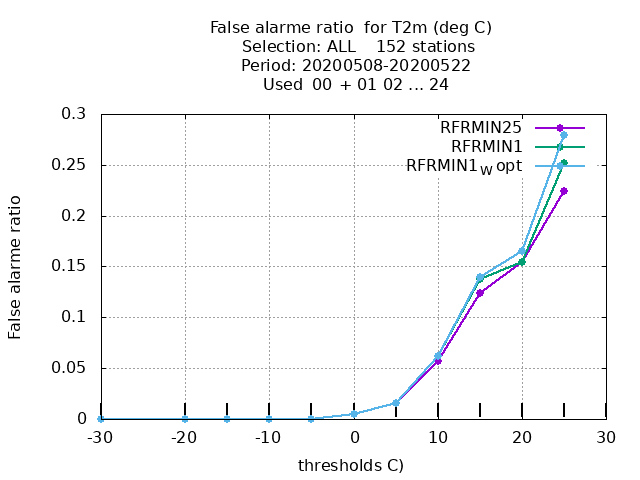 False alarme ratio  for T2m (deg C)
Selection: ALL    152 stations
Period: 20200508-20200522
Used  00 + 01 02 ... 24
RFRMIN25
RFRMIN1
RFRMIN1W opt
False alarme ratio
0.3
0.25
0.2
0.15
0.1
0.05
0
-30 -20 -10 0 10 20 30
thresholds C)